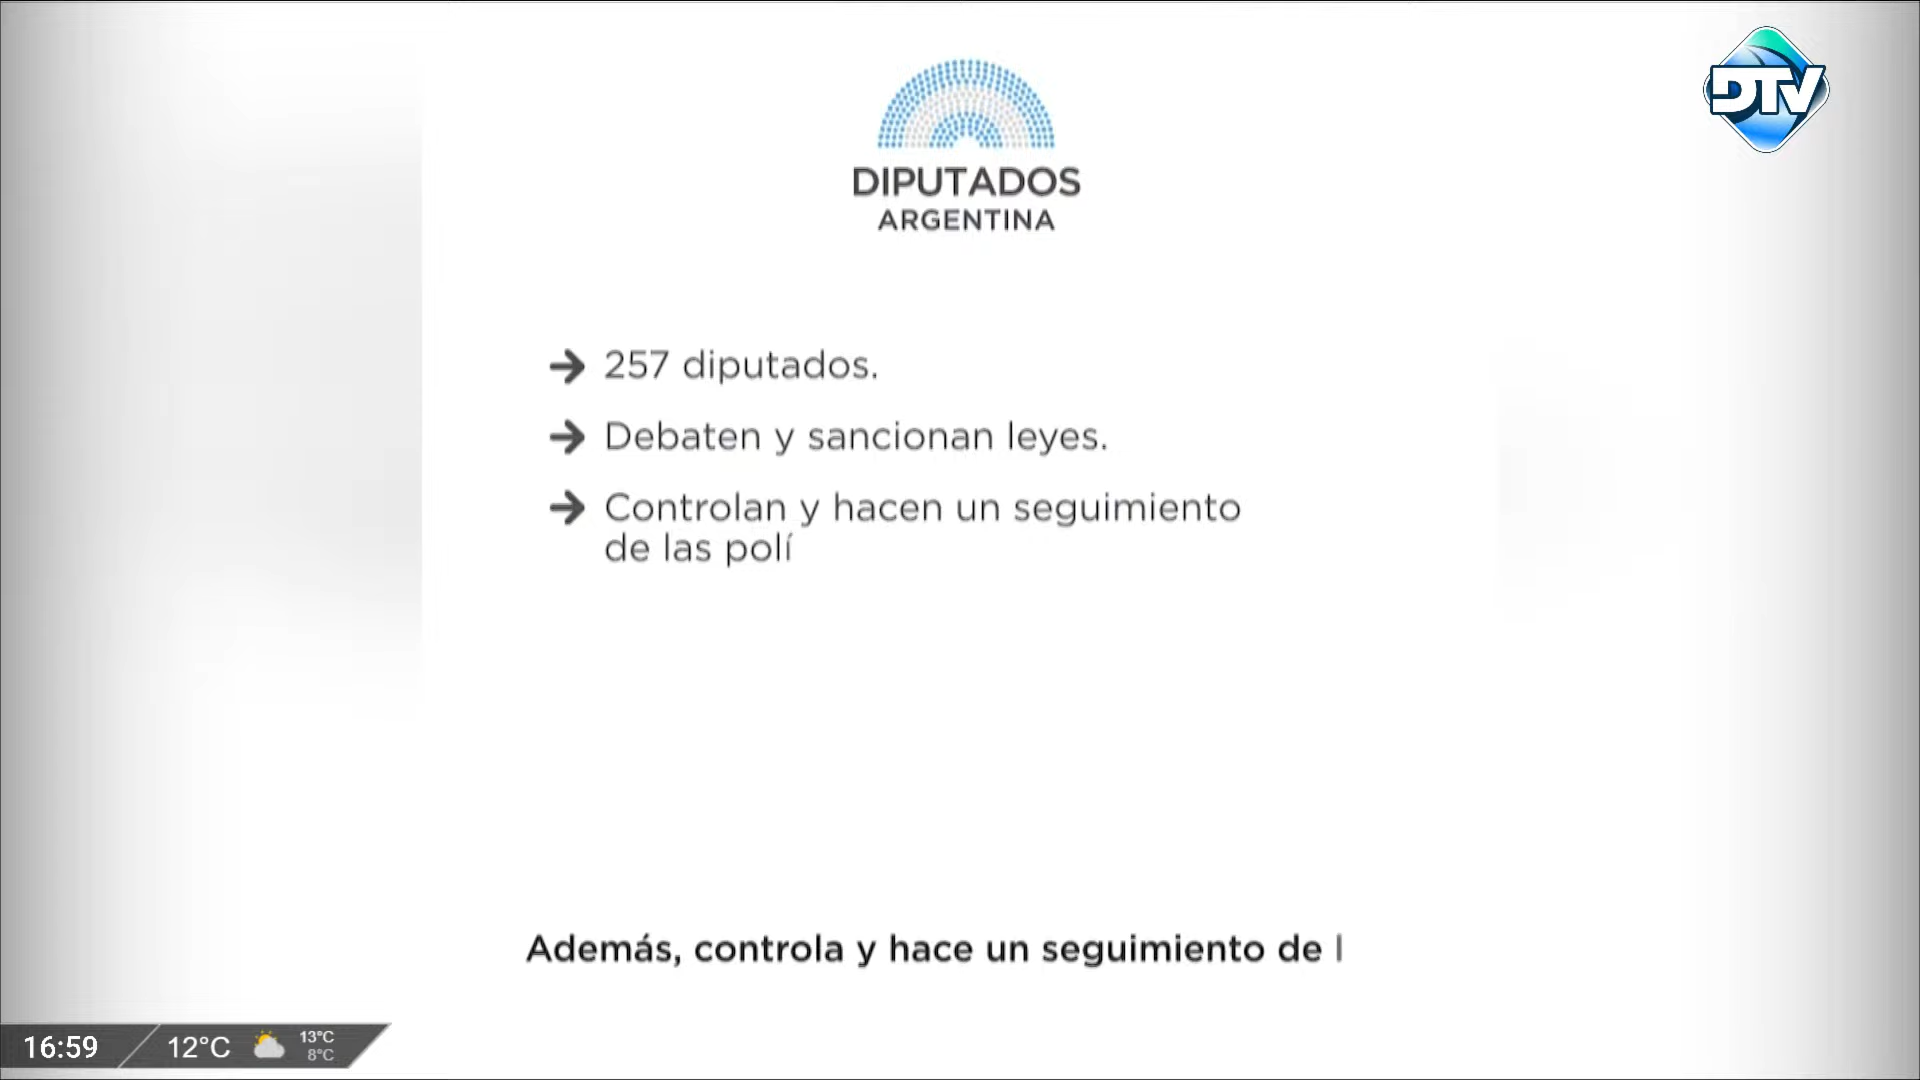 DTV
DIPUTADOS
ARGENTINA
257 diputados.
Debaten y sancionan leyes.
Controlan y hacen un seguimiento
de las polí
Además, controla y hace un seguimiento de l
16:59
12°C
13°C
8°C